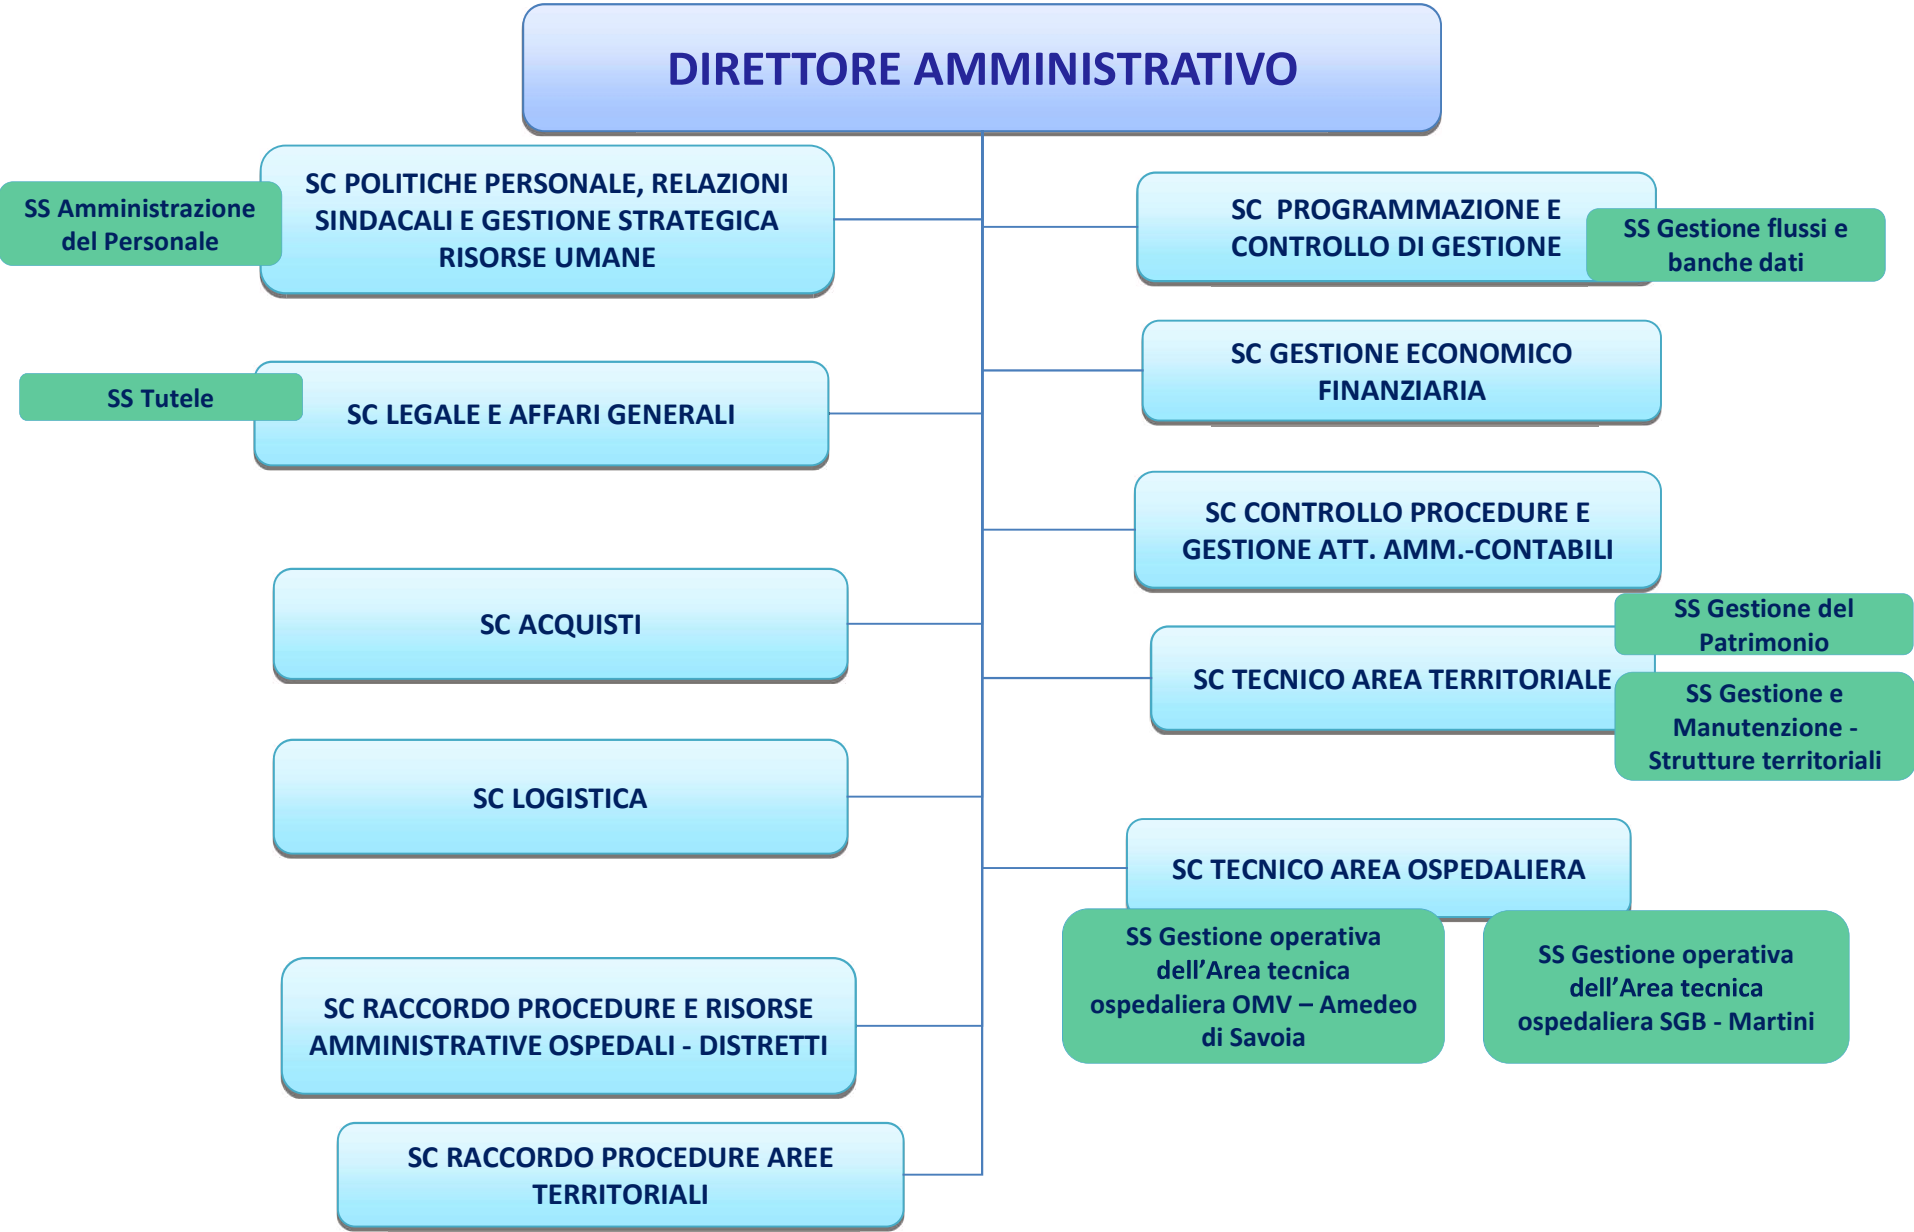 DIRETTORE AMMINISTRATIVO
SS Amministrazione
del Personale
SC POLITICHE PERSONALE, RELAZIONI
SINDACALI E GESTIONE STRATEGICA
RISORSE UMANE
SC PROGRAMMAZIONE E
CONTROLLO DI GESTIONE
SS Gestione flussi e
banche dati
SC GESTIONE ECONOMICO
FINANZIARIA
SS Tutele
SC LEGALE E AFFARI GENERALI
SC CONTROLLO PROCEDURE E
GESTIONE ATT. AMM.-CONTABILI
SC ACQUISTI
SS Gestione del
Patrimonio
SC TECNICO AREA TERRITORIALE
SS Gestione e
Manutenzione -
Strutture territoriali
SC LOGISTICA
SC TECNICO AREA OSPEDALIERA
SS Gestione operativa
dell’Area tecnica
ospedaliera OMV – Amedeo
di Savoia
SS Gestione operativa
dell’Area tecnica
ospedaliera SGB - Martini
SC RACCORDO PROCEDURE E RISORSE
AMMINISTRATIVE OSPEDALI - DISTRETTI
SC RACCORDO PROCEDURE AREE
TERRITORIALI